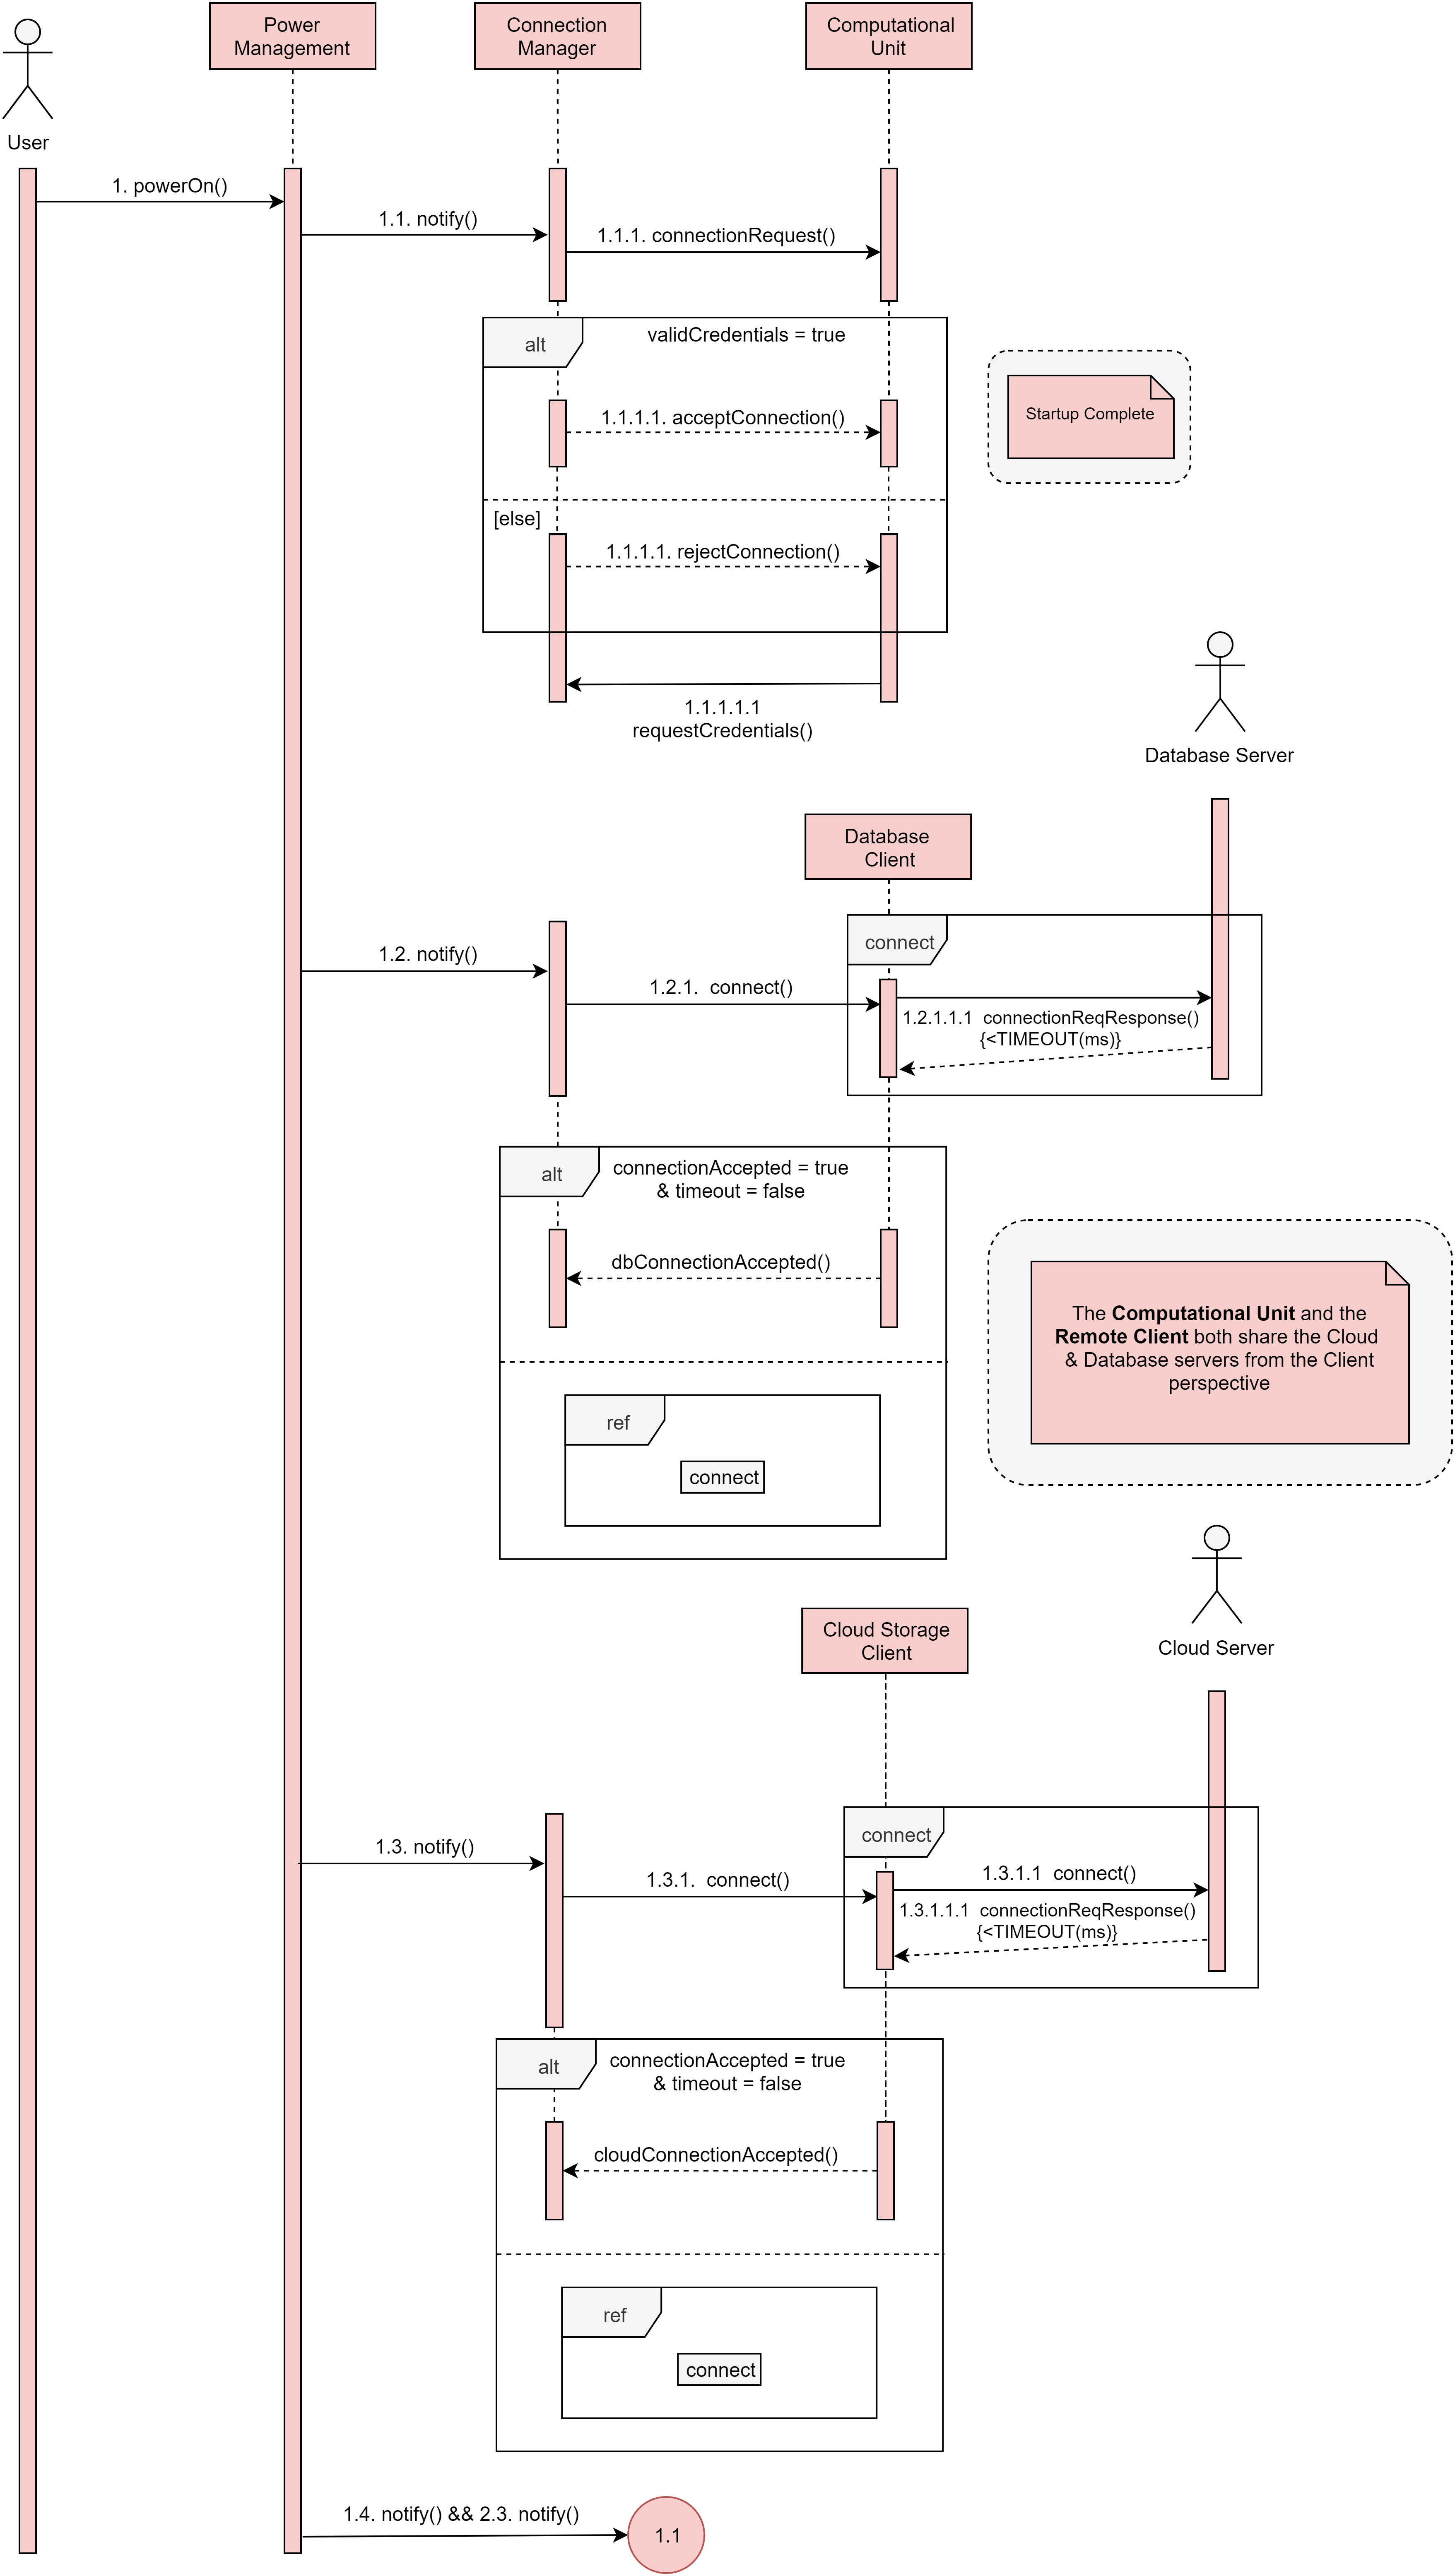 Power
Management
Connection
Manager
Computational
Unit
User
1. powerOn()
1.1. notify()
1.1.1. connectionRequest()
alt
validCredentials = true
1.1.1.1. acceptConnection()
Startup Complete
[else]
1.1.1.1. rejectConnection()
1.1.1.1.1
requestCredentials()
Database Server
Database
Client
connect
1.2. notify()
1.2.1.  connect()
1.2.1.1.1  connectionReqResponse()
{<TIMEOUT(ms)}
alt
connectionAccepted = true
& timeout = false
dbConnectionAccepted()
The Computational Unit and the
Remote Client both share the Cloud
& Database servers from the Client
perspective
ref
connect
Cloud Server
Cloud Storage
Client
connect
1.3. notify()
1.3.1.  connect()
1.3.1.1  connect()
1.3.1.1.1  connectionReqResponse()
{<TIMEOUT(ms)}
alt
connectionAccepted = true
& timeout = false
cloudConnectionAccepted()
ref
connect
1.4. notify() && 2.3. notify()
1.1